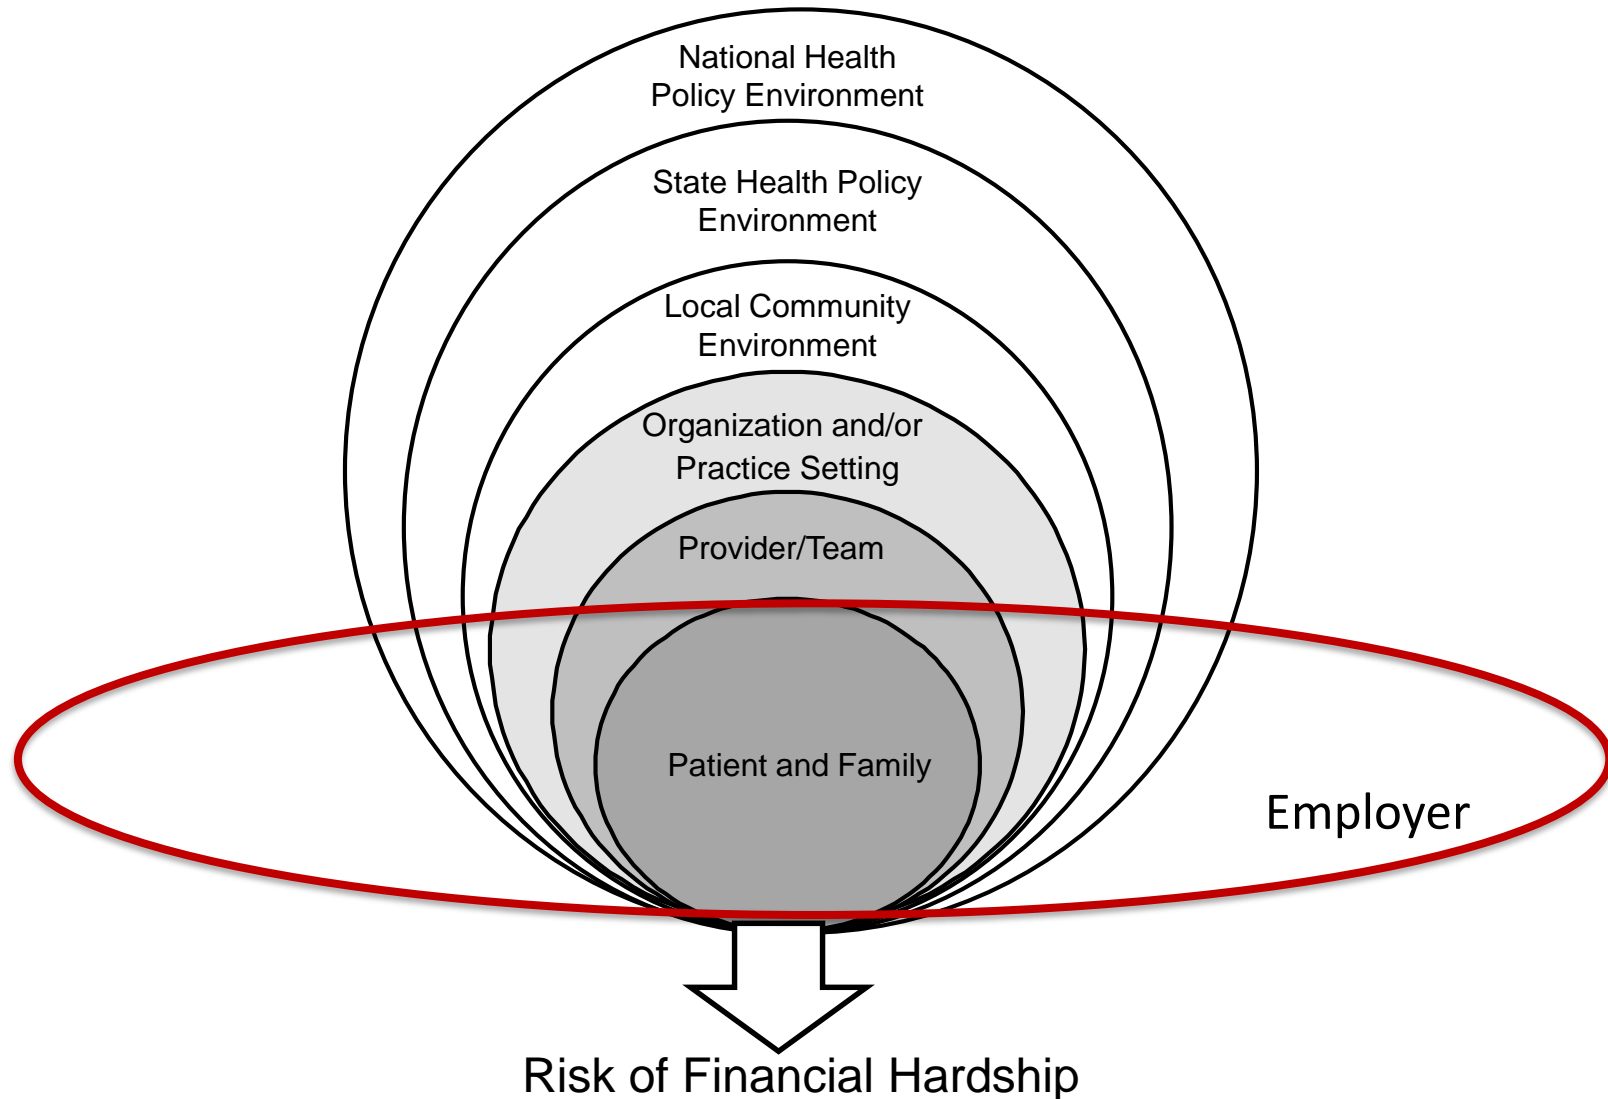 National Health
Policy Environment
State Health Policy
Environment
Local Community
Environment
Organization and/or
Practice Setting
Provider/Team
Patient and Family
Employer
Risk of Financial Hardship